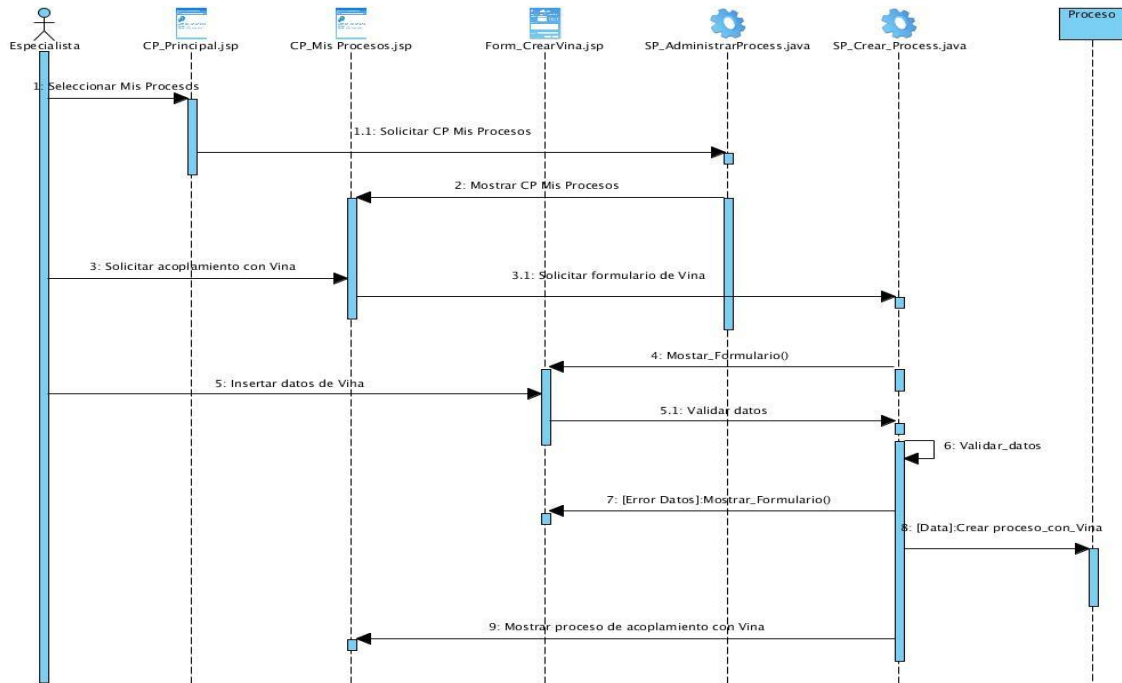 Especialista
CP_Principal.jsp
CP_Mis Procesos.jsp
Form_CrearVina.jsp
SP_AdministrarProcess.java
SP_Crear_Process.java
Proceso
1: Seleccionar Mis Procesos
1.1: Solicitar CP Mis Procesos
2: Mostrar CP Mis Procesos
3: Solicitar acoplamiento con Vina
3.1: Solicitar formulario de Vina
4: Mostar_Formulario()
5: Insertar datos de Vina
5.1: Validar datos
6: Validar_datos
7: [Error Datos]:Mostrar_Formulario()
8: [Data]:Crear proceso_con_Vina
9: Mostrar proceso de acoplamiento con Vina